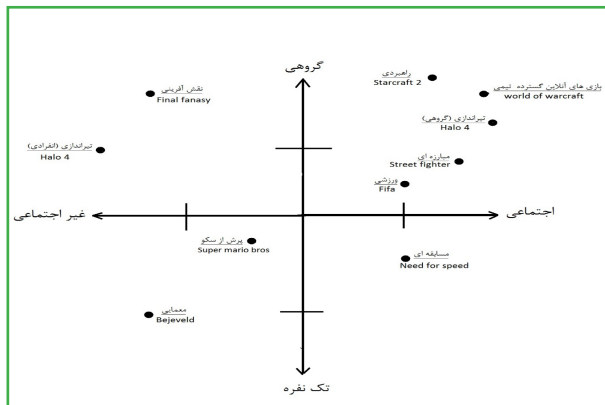 گروهی
راهبردی
Starcraft 2
نقش آفرینی
Final fanasy
بازی های آنلاین گسترده تیمی
world of warcraft
تیراندازی (گروهی)
Halo 4
تیراندازی (انفرادی)
Halo 4
مبارزه ای
Street fighter
ورزشی
Fifa
اجتماعی
غیر اجتماعی
پرش از سکو
Super mario bros
مسابقه ای
Need for speed
معمایی
Bejeveld
تک نفره